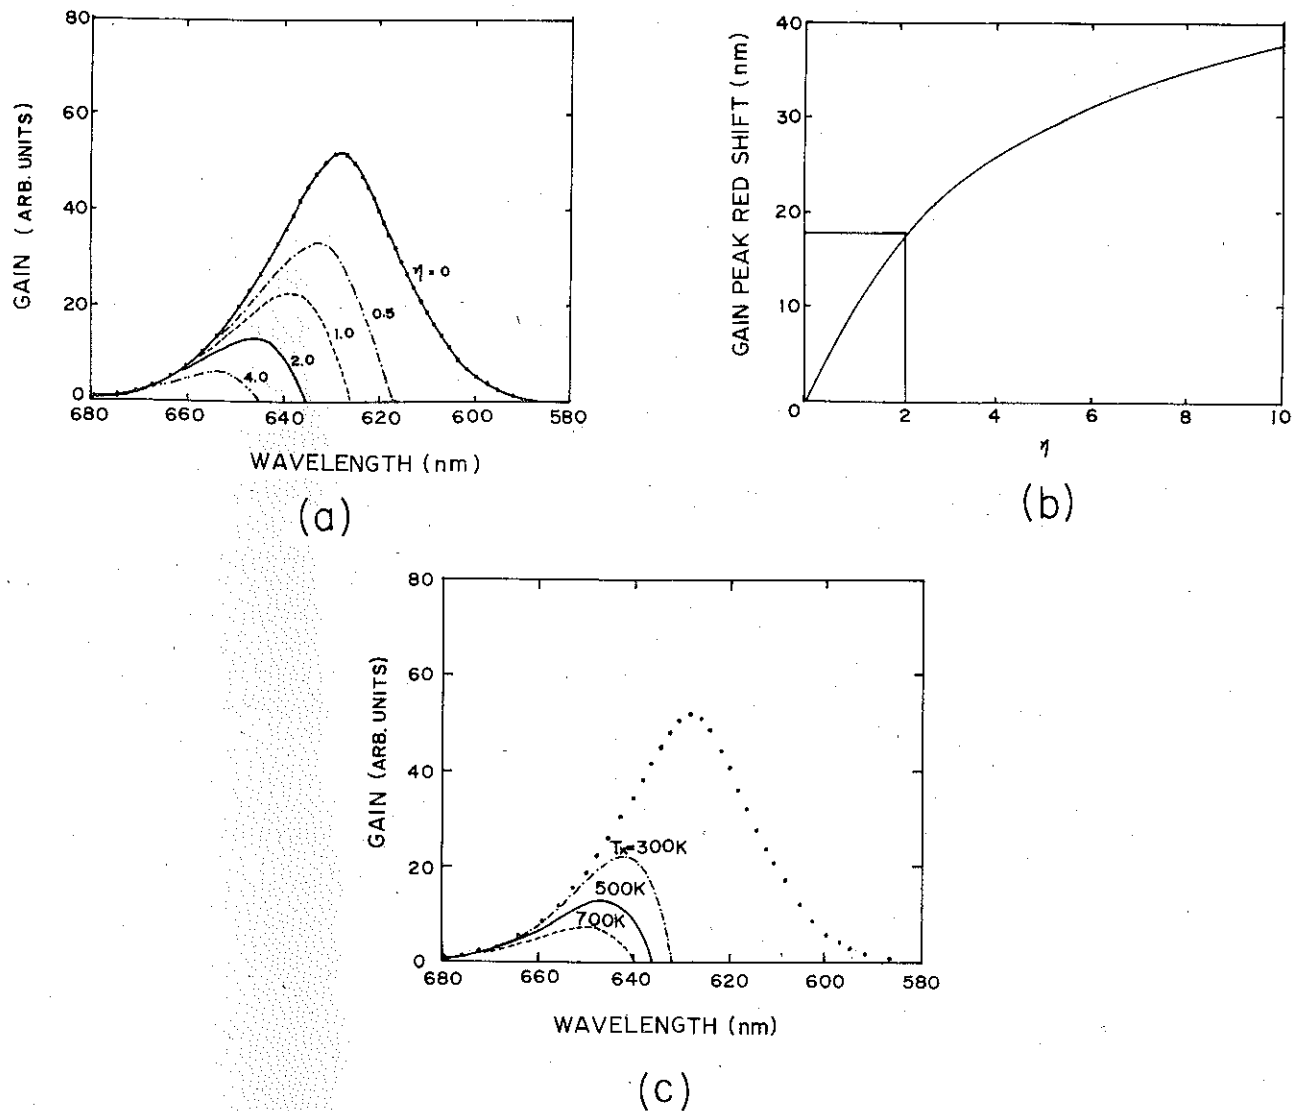 80
60
40
20
0
GAIN (ARB. UNITS)
η = 0
0.5
1.0
2.0
4.0
680 660 640 620 600 580
WAVELENGTH (nm)
(a)
40
30
20
10
0
GAIN PEAK RED SHIFT (nm)
2 4 6 8 10
η
(b)
80
60
40
20
0
GAIN (ARB. UNITS)
Tx=300K
500K
700K
680 660 640 620 600 580
WAVELENGTH (nm)
(c)